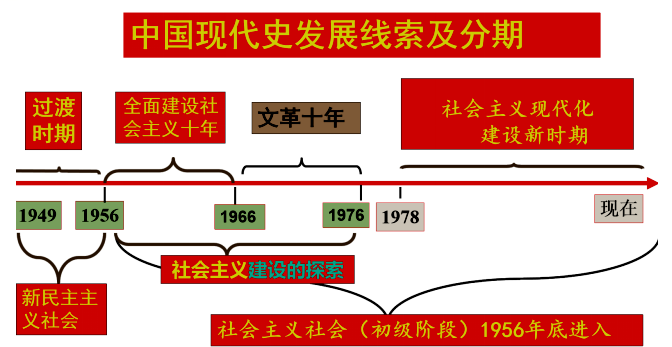 中国现代史发展线索及分期
过渡
时期
全面建设社
会主义十年
文革十年
社会主义现代化
建设新时期
1949
1956
1966
1976
1978
现在
新民主主
义社会
社会主义建设的探索
社会主义社会（初级阶段）1956年底进入